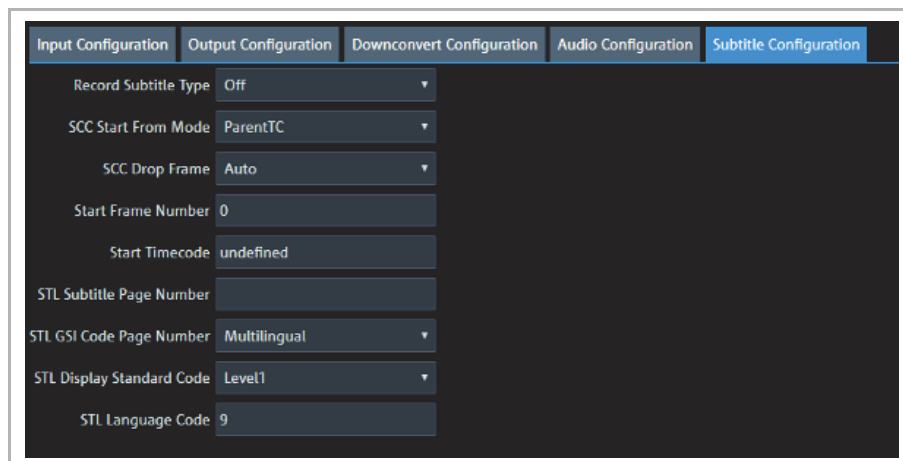 Input Configuration Output Configuration Downconvert Configuration Audio Configuration Subtitle Configuration
Record Subtitle Type Off
SCC Start From Mode ParentTC
SCC Drop Frame Auto
Start Frame Number 0
Start Timecode undefined
STL Subtitle Page Number
STL GSI Code Page Number Multilingual
STL Display Standard Code Level1
STL Language Code 9